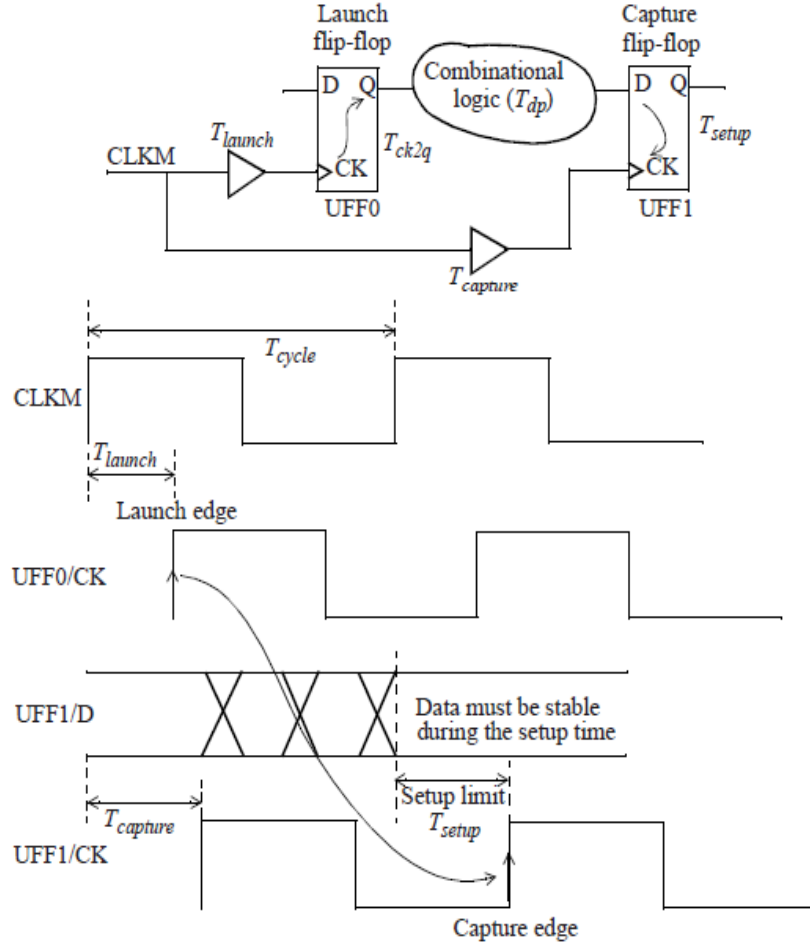 Launch
flip-flop
Capture
flip-flop
D Q
Combinational
logic (Tdp)
D Q
Tlaunch
Tck2q
Tsetup
CLKM
CK
CK
UFF0
UFF1
Tcapture
Tcycle
CLKM
Tlaunch
Launch edge
UFF0/CK
UFF1/D
Data must be stable
during the setup time
Setup limit
Tcapture
Tsetup
UFF1/CK
Capture edge